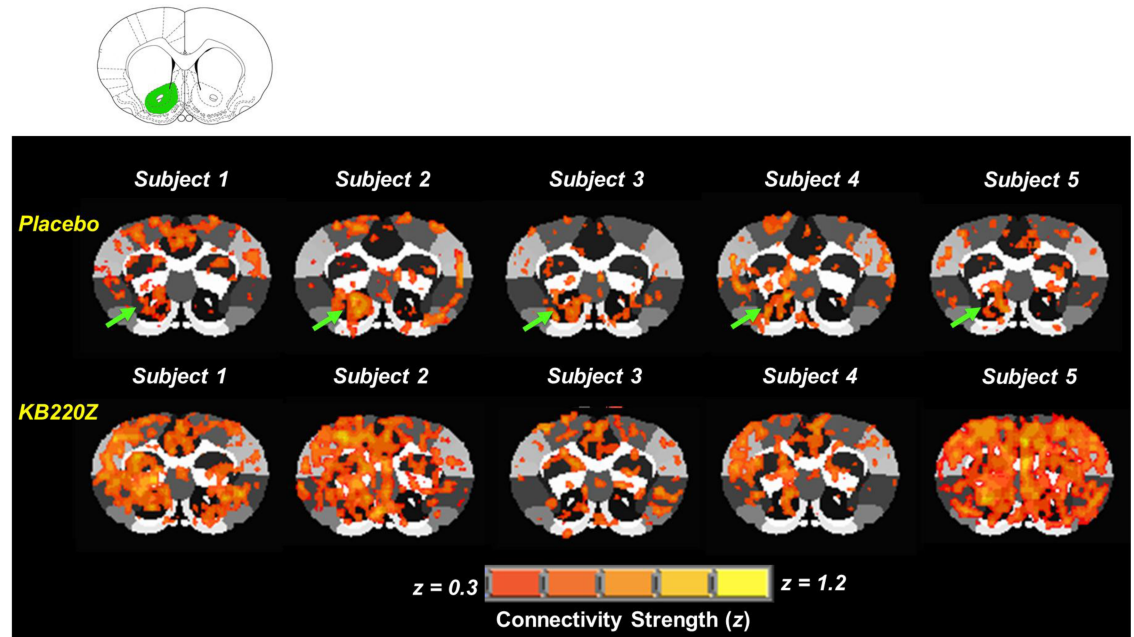 Subject 1 Subject 2 Subject 3 Subject 4 Subject 5
Placebo
Subject 1 Subject 2 Subject 3 Subject 4 Subject 5
KB220Z
z = 0.3 z = 1.2
Connectivity Strength (z)